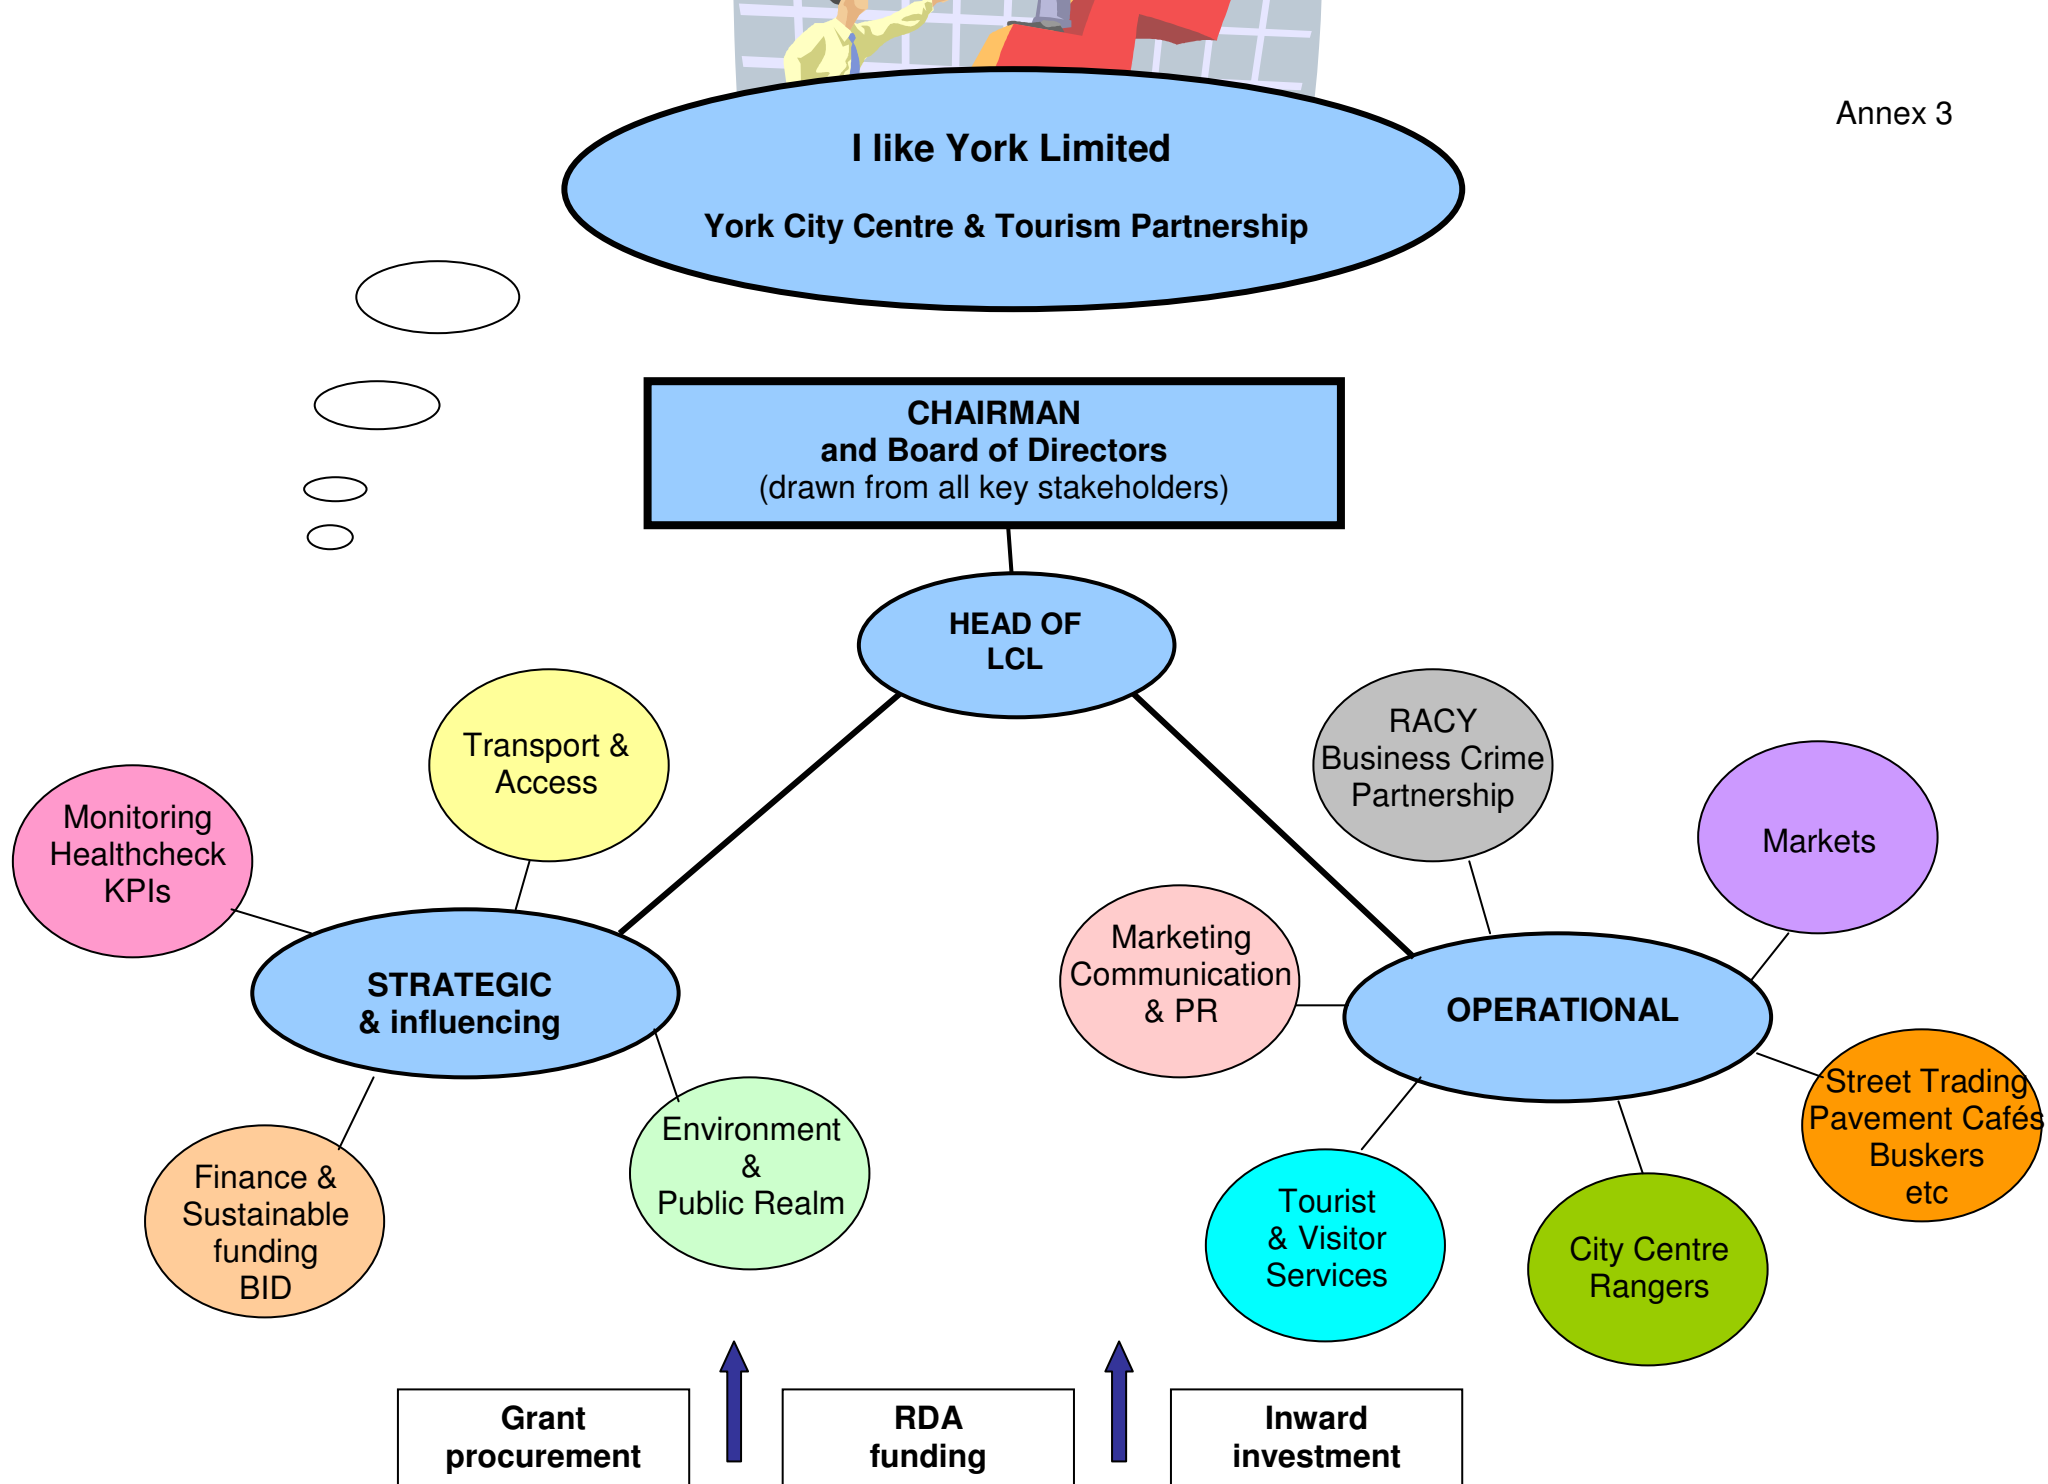 Annex 3
I like York Limited
York City Centre & Tourism Partnership
CHAIRMAN
and Board of Directors
(drawn from all key stakeholders)
HEAD OF
LCL
Transport &
Access
Monitoring
Healthcheck
KPIs
STRATEGIC
& influencing
Finance &
Sustainable
funding
BID
Environment
&
Public Realm
RACY
Business Crime
Partnership
Markets
Marketing
Communication
& PR
OPERATIONAL
Street Trading
Pavement Cafés
Buskers
etc
Tourist
& Visitor
Services
City Centre
Rangers
Grant
procurement
RDA
funding
Inward
investment